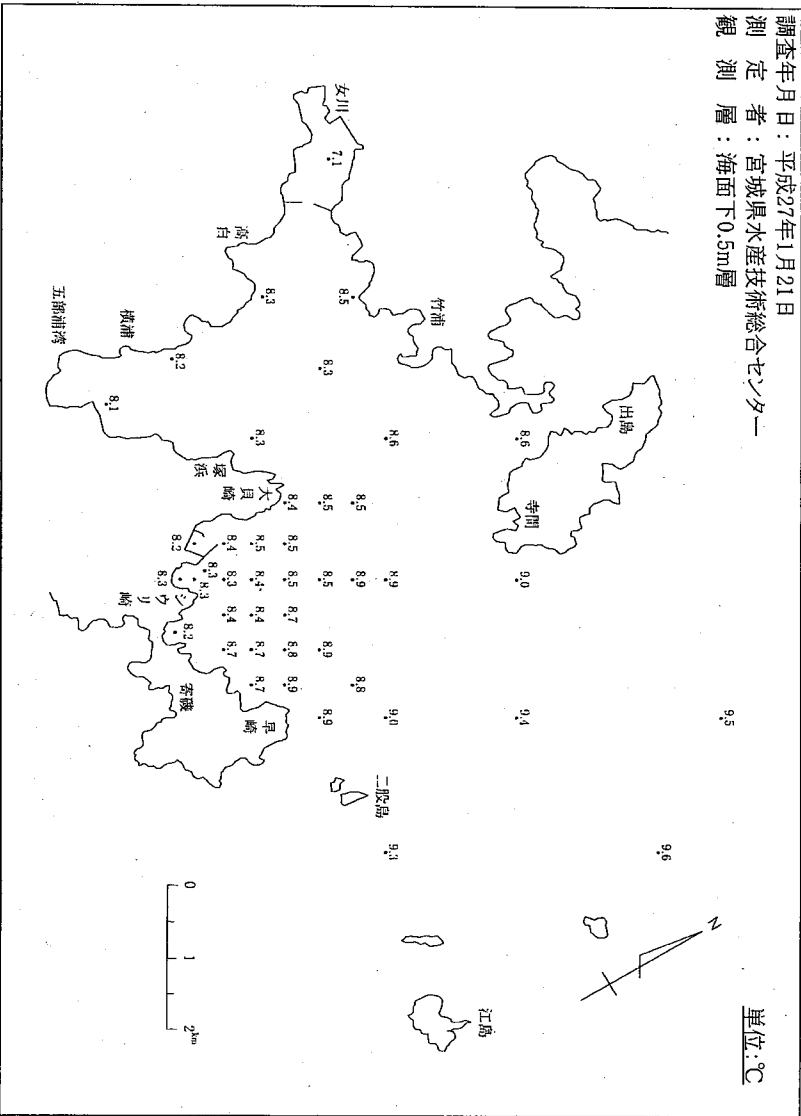 調査年月日：平成27年1月21日
測定者：宮城県水産技術総合センター
観測層：海面下0.5m層
単位:℃
9.5
N
9.6
出島
寺間
8.6
9.0
9.4
江島
竹浦
8.6
8.9
9.0
9.3
二股島
8.5
8.5
8.9
8.8
女川
7.1
8.3
8.5
8.5
8.9
8.9
8.4
8.5
8.5
8.7
8.8
8.9
8.3
大貝崎
早崎
8.3
8.5
8.4
8.4
8.7
8.7
高白
塚浜
8.4
8.3
8.4
8.7
8.3
8.3
8.2
8.2
8.2
8.3
寄磯
シウリ崎
0 1 2km
横浦
8.1
五部浦湾